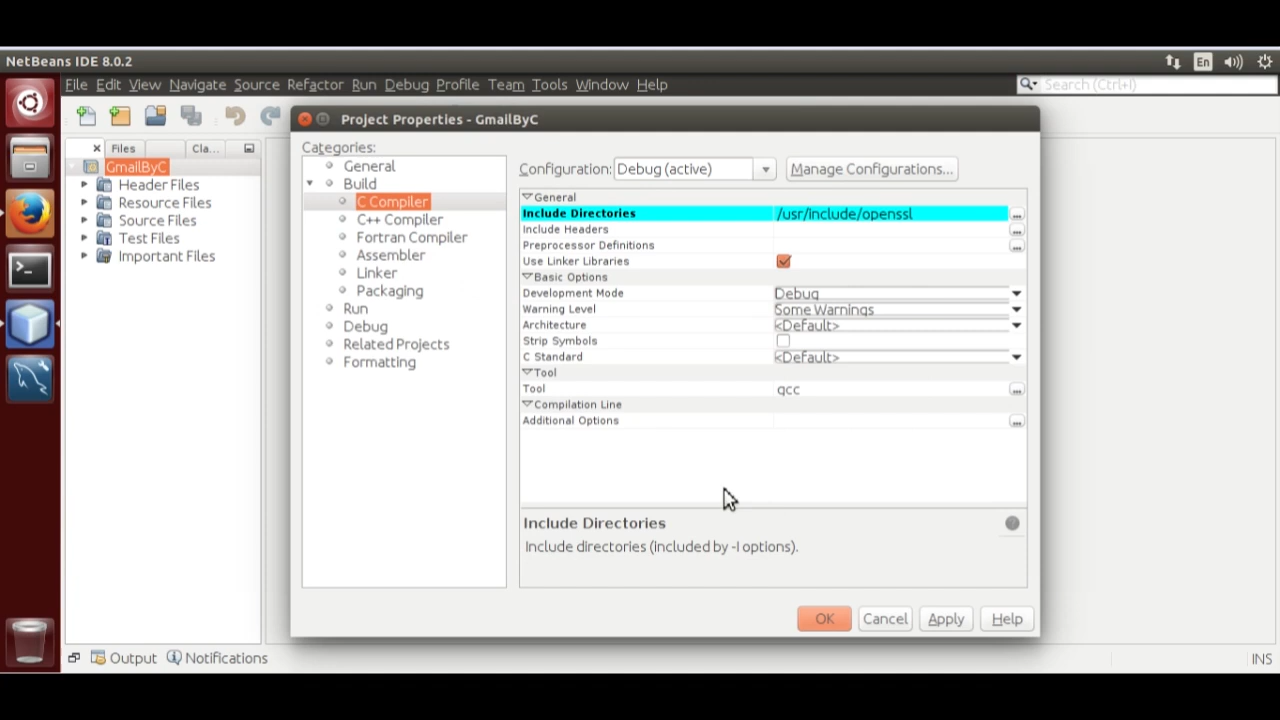 NetBeans IDE 8.0.2
En
File Edit View Navigate Source Refactor Run Debug Profile Team Tools Window Help
Search (Ctrl+I)
Project Properties - GmailByC
x Files Cla...
GmailByC
Header Files
Resource Files
Source Files
Test Files
Important Files
Categories:
General
Build
C Compiler
C++ Compiler
Fortran Compiler
Assembler
Linker
Packaging
Run
Debug
Related Projects
Formatting
Configuration: Debug (active) Manage Configurations...
General
Include Directories /usr/include/openssl ...
Include Headers ...
Preprocessor Definitions ...
Use Linker Libraries
Basic Options
Development Mode Debug
Warning Level Some Warnings
Architecture <Default>
Strip Symbols
C Standard <Default>
Tool
Tool gcc ...
Compilation Line
Additional Options ...
Include Directories
Include directories (included by -I options).
OK Cancel Apply Help
Output Notifications
INS